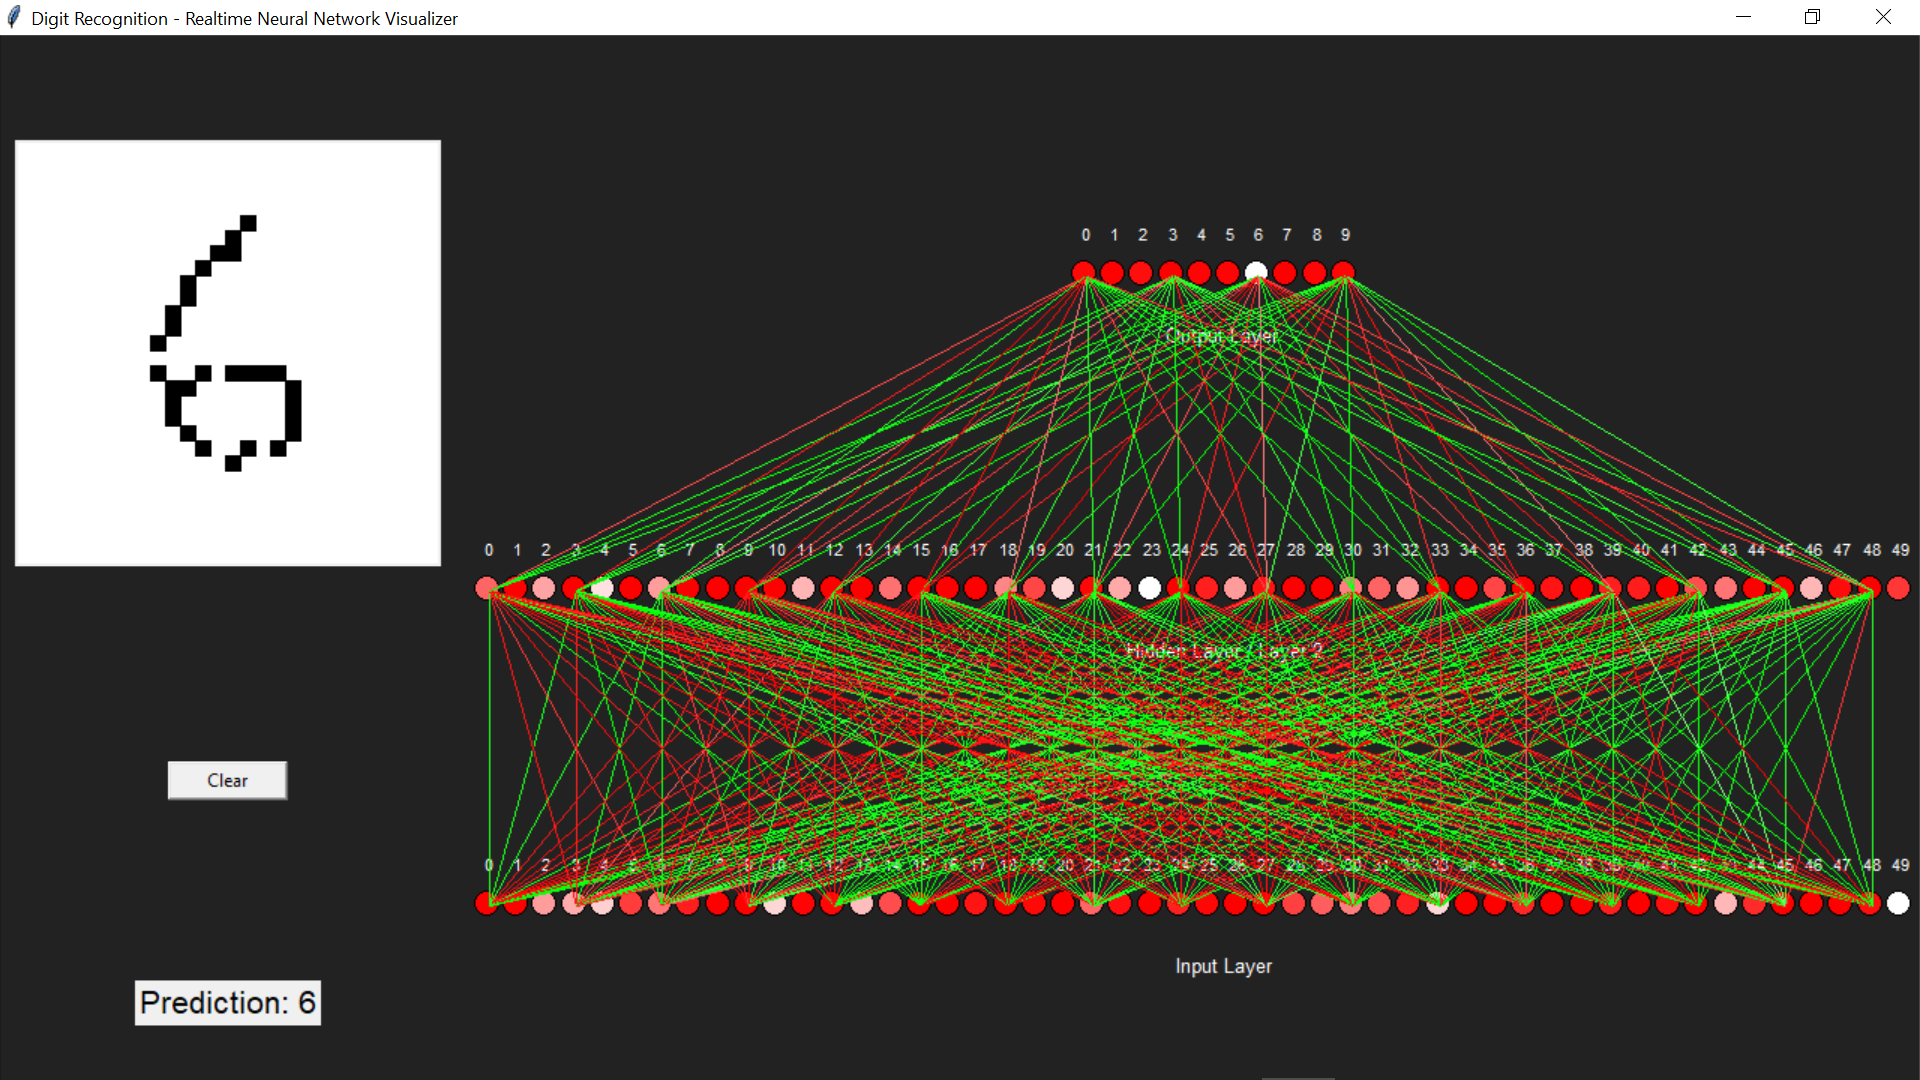 Digit Recognition - Realtime Neural Network Visualizer
0 1 2 3 4 5 6 7 8 9
Output Layer
0 1 2 3 4 5 6 7 8 9 10 11 12 13 14 15 16 17 18 19 20 21 22 23 24 25 26 27 28 29 30 31 32 33 34 35 36 37 38 39 40 41 42 43 44 45 46 47 48 49
Hidden Layer / Layer 2
Clear
0 1 2 3 4 5 6 7 8 9 10 11 12 13 14 15 16 17 18 19 20 21 22 23 24 25 26 27 28 29 30 31 32 33 34 35 36 37 38 39 40 41 42 43 44 45 46 47 48 49
Input Layer
Prediction: 6
6